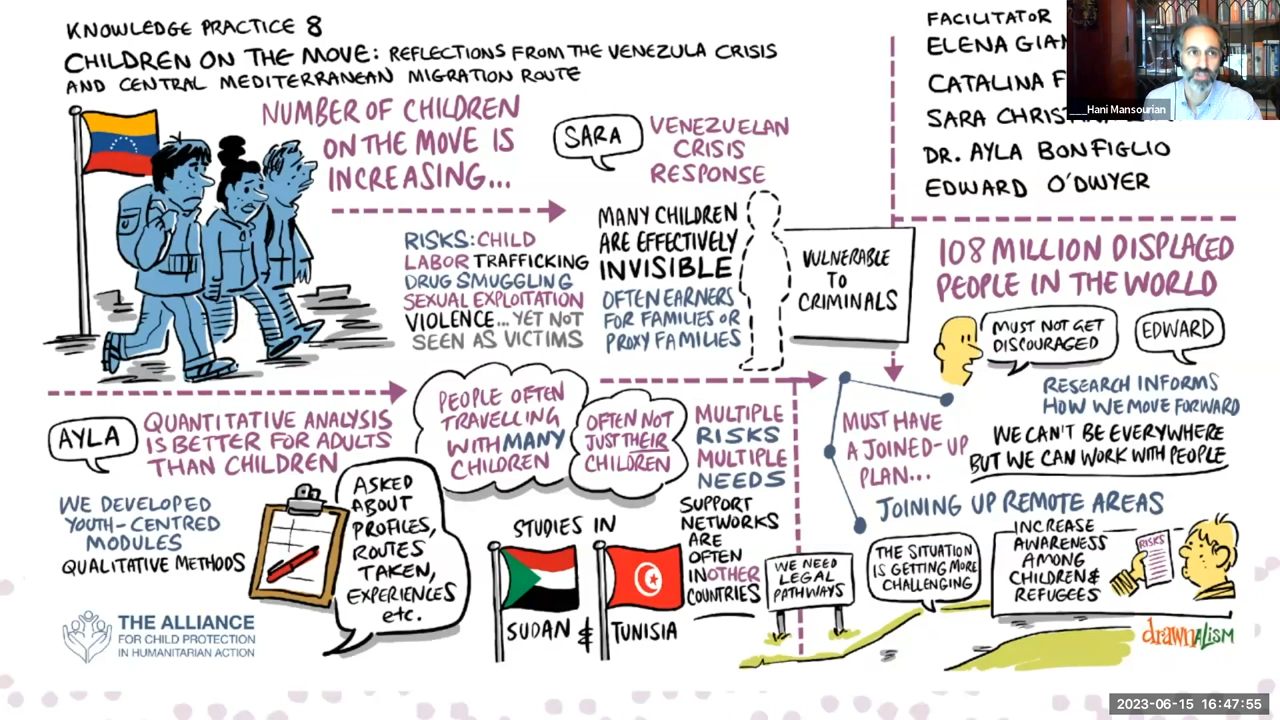 KNOWLEDGE PRACTICE 8
CHILDREN ON THE MOVE: REFLECTIONS FROM THE VENEZULA CRISIS
AND CENTRAL MEDITERRANEAN MIGRATION ROUTE
NUMBER OF CHILDREN
ON THE MOVE IS
INCREASING...
SARA
VENEZUELAN
CRISIS
RESPONSE
RISKS: CHILD
LABOR TRAFFICKING
DRUG SMUGGLING
SEXUAL EXPLOITATION
VIOLENCE... YET NOT
SEEN AS VICTIMS
MANY CHILDREN
ARE EFFECTIVELY
INVISIBLE
OFTEN EARNERS
FOR FAMILIES OR
PROXY FAMILIES
VULNERABLE
TO
CRIMINALS
FACILITATOR
ELENA
CATALINA
SARA
DR. AYLA BONFIGLIO
EDWARD O'DWYER
Hani Mansourian
108 MILLION DISPLACED
PEOPLE IN THE WORLD
MUST NOT GET
DISCOURAGED
EDWARD
RESEARCH INFORMS
HOW WE MOVE FORWARD
WE CAN'T BE EVERYWHERE
BUT WE CAN WORK WITH PEOPLE
AYLA
QUANTITATIVE ANALYSIS
IS BETTER FOR ADULTS
THAN CHILDREN
WE DEVELOPED
YOUTH-CENTRED
MODULES
QUALITATIVE METHODS
ASKED
ABOUT
PROFILES,
ROUTES
TAKEN,
EXPERIENCES
etc.
PEOPLE OFTEN
TRAVELLING
WITH MANY
CHILDREN
OFTEN NOT
JUST THEIR
CHILDREN
STUDIES IN
SUDAN & TUNISIA
MULTIPLE
RISKS
MULTIPLE
NEEDS
SUPPORT
NETWORKS
ARE
OFTEN
IN OTHER
COUNTRIES
MUST HAVE
A JOINED-UP
PLAN...
JOINING UP REMOTE AREAS
WE NEED
LEGAL
PATHWAYS
THE SITUATION
IS GETTING MORE
CHALLENGING
INCREASE
AWARENESS
AMONG
CHILDREN &
REFUGEES
RISKS
THE ALLIANCE
FOR CHILD PROTECTION
IN HUMANITARIAN ACTION
drawnALISM
2023-06-15 16:47:55